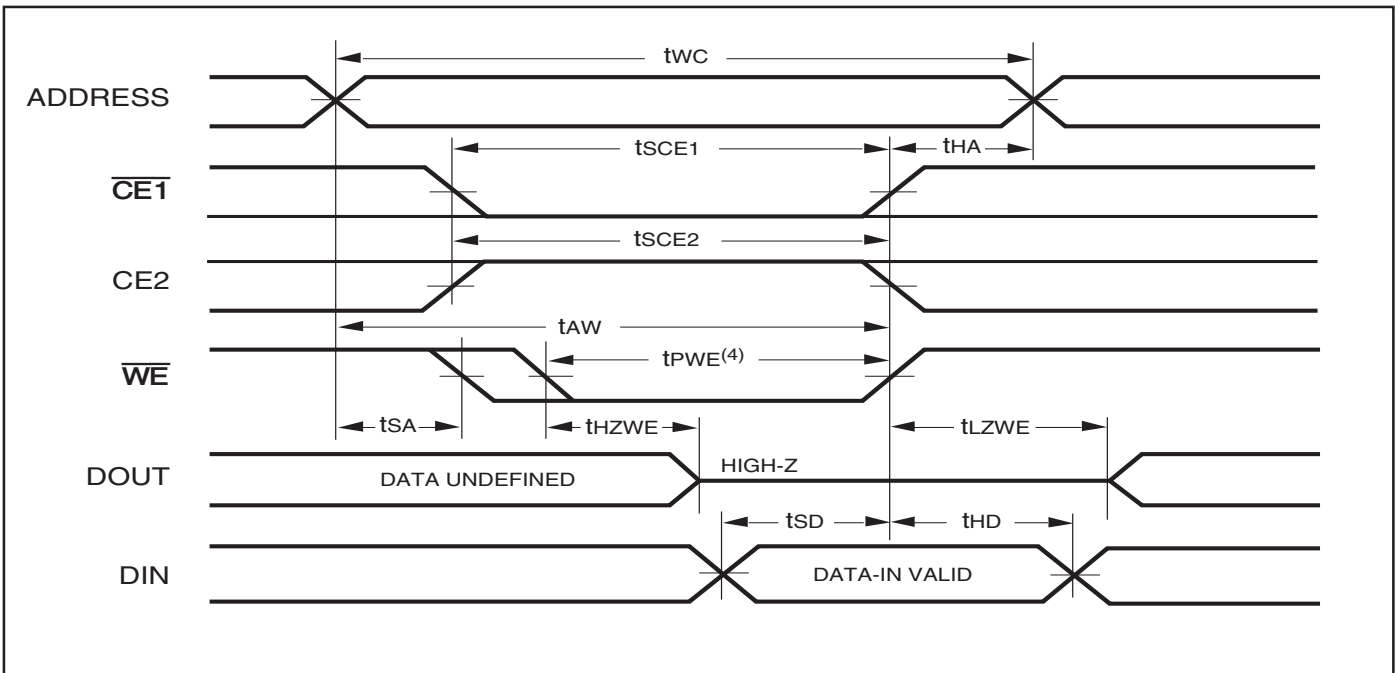 tWC
ADDRESS
tSCE1
tHA
CE1
tSCE2
CE2
tAW
tPWE(4)
WE
tSA
tHZWE
tLZWE
DOUT
DATA UNDEFINED
HIGH-Z
tSD
tHD
DIN
DATA-IN VALID